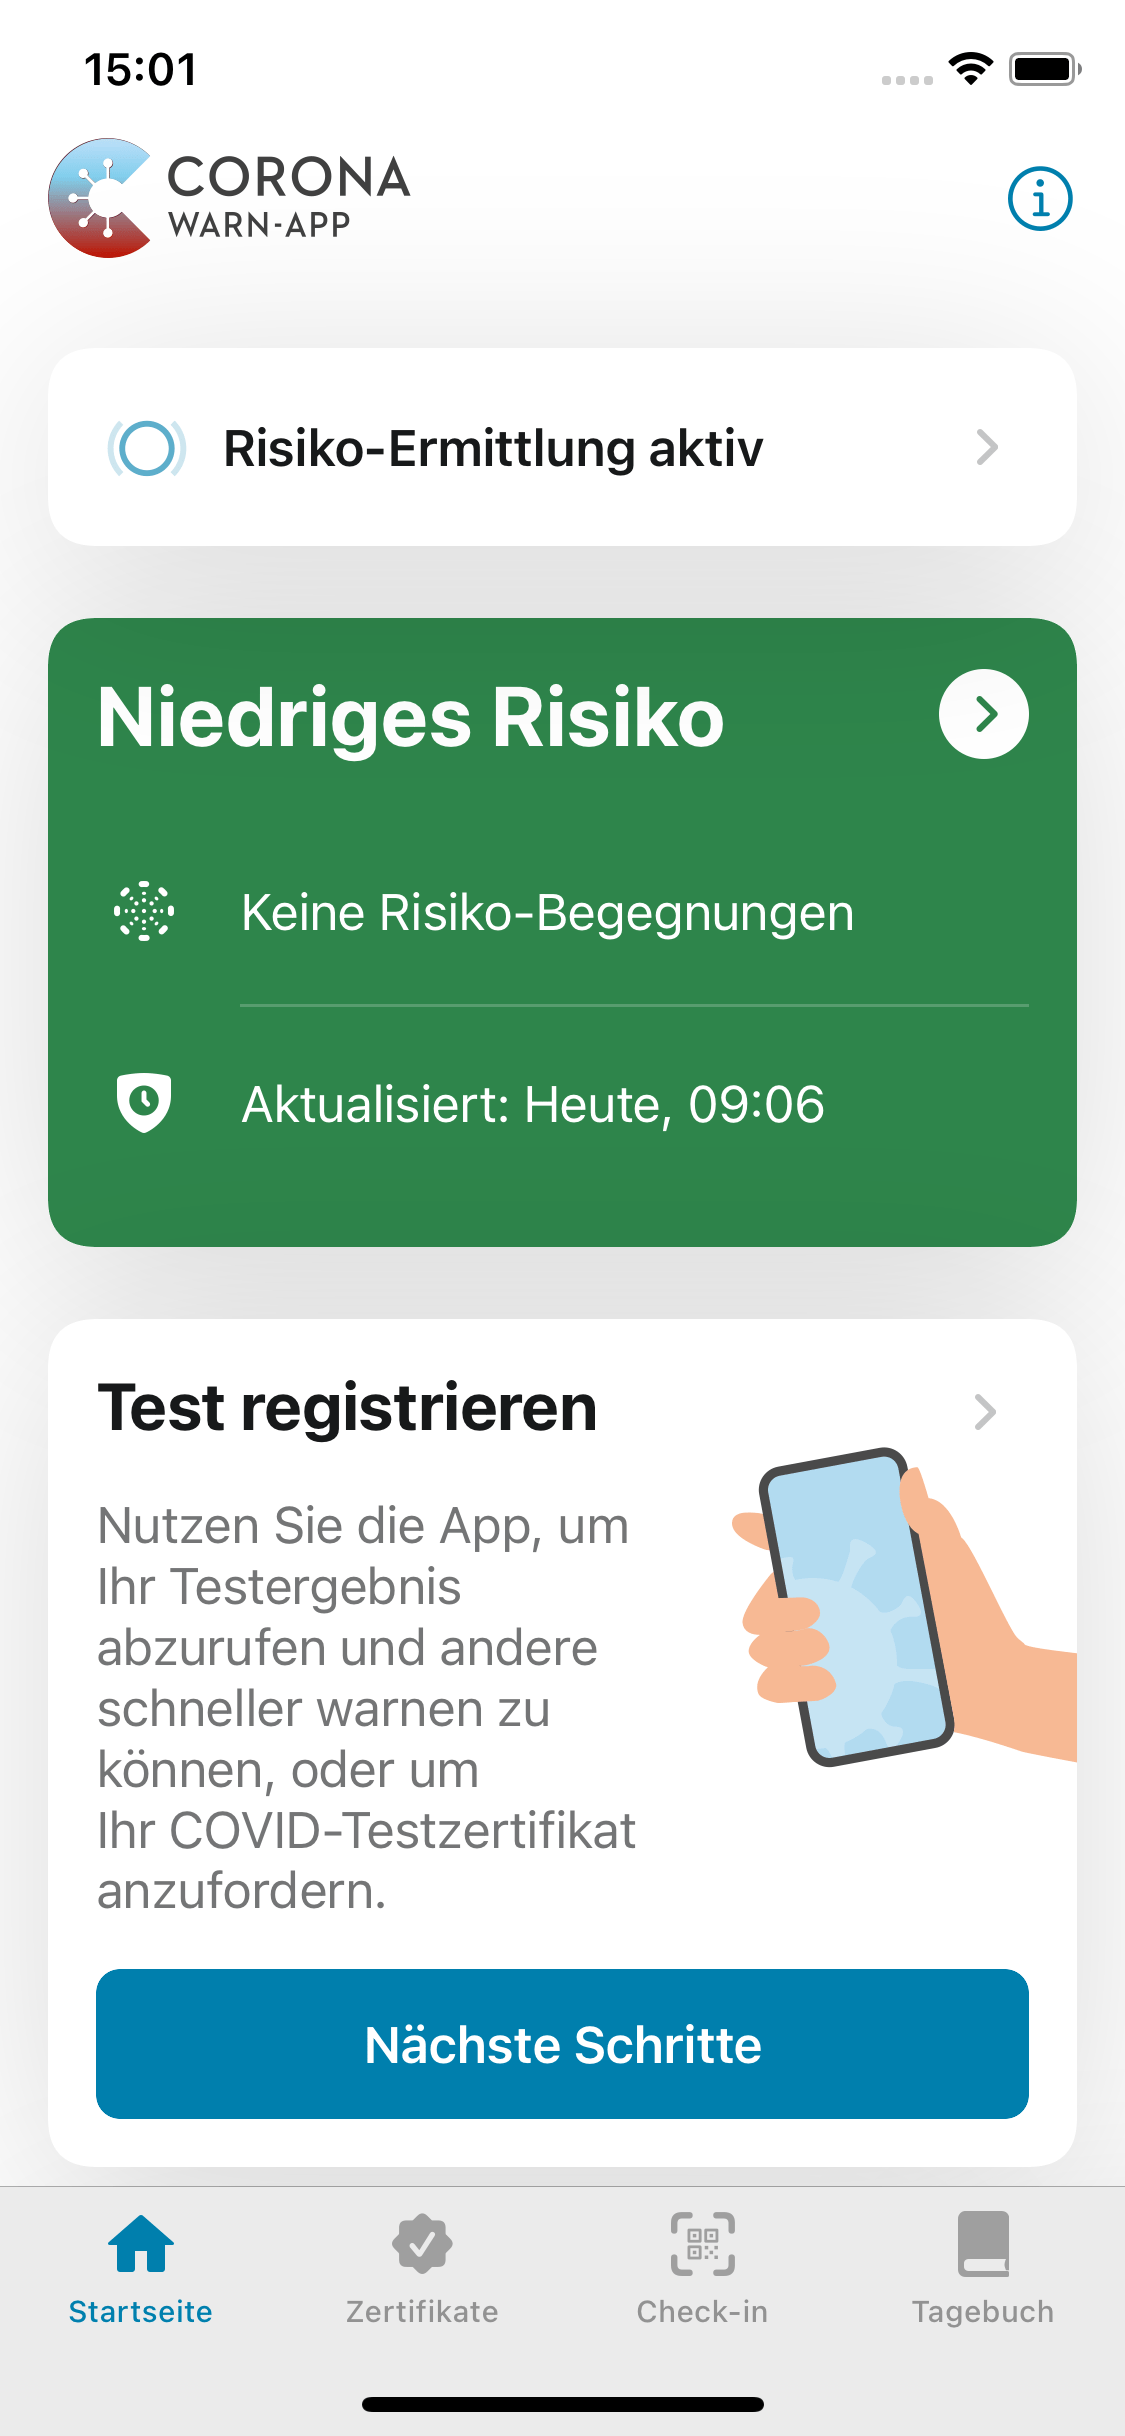 15:01
CORONA
WARN-APP
Risiko-Ermittlung aktiv
Niedriges Risiko
Keine Risiko-Begegnungen
Aktualisiert: Heute, 09:06
Test registrieren
Nutzen Sie die App, um
Ihr Testergebnis
abzurufen und andere
schneller warnen zu
können, oder um
Ihr COVID-Testzertifikat
anzufordern.
Nächste Schritte
Startseite
Zertifikate
Check-in
Tagebuch